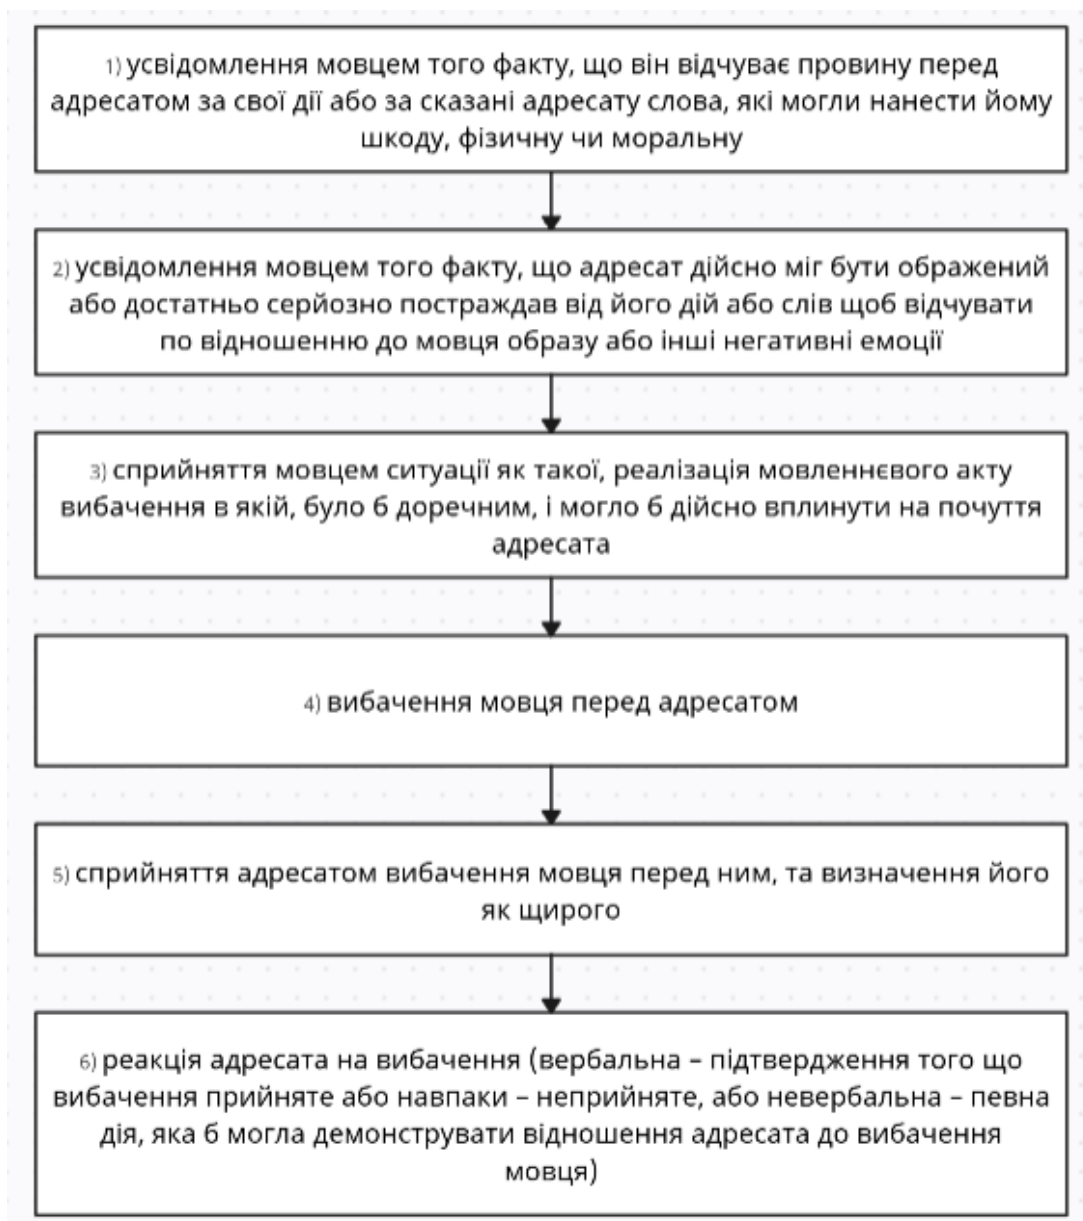 1) усвідомлення мовцем того факту, що він відчуває провину перед
адресатом за свої дії або за сказані адресату слова, які могли нанести йому
шкоду, фізичну чи моральну
2) усвідомлення мовцем того факту, що адресат дійсно міг бути ображений
або достатньо серйозно постраждав від його дій або слів щоб відчувати
по відношенню до мовця образу або інші негативні емоції
3) сприйняття мовцем ситуації як такої, реалізація мовленнєвого акту
вибачення в якій, було б доречним, і могло б дійсно вплинути на почуття
адресата
4) вибачення мовця перед адресатом
5) сприйняття адресатом вибачення мовця перед ним, та визначення його
як щирого
6) реакція адресата на вибачення (вербальна – підтвердження того що
вибачення прийняте або навпаки – неприйняте, або невербальна – певна
дія, яка б могла демонструвати відношення адресата до вибачення
мовця)